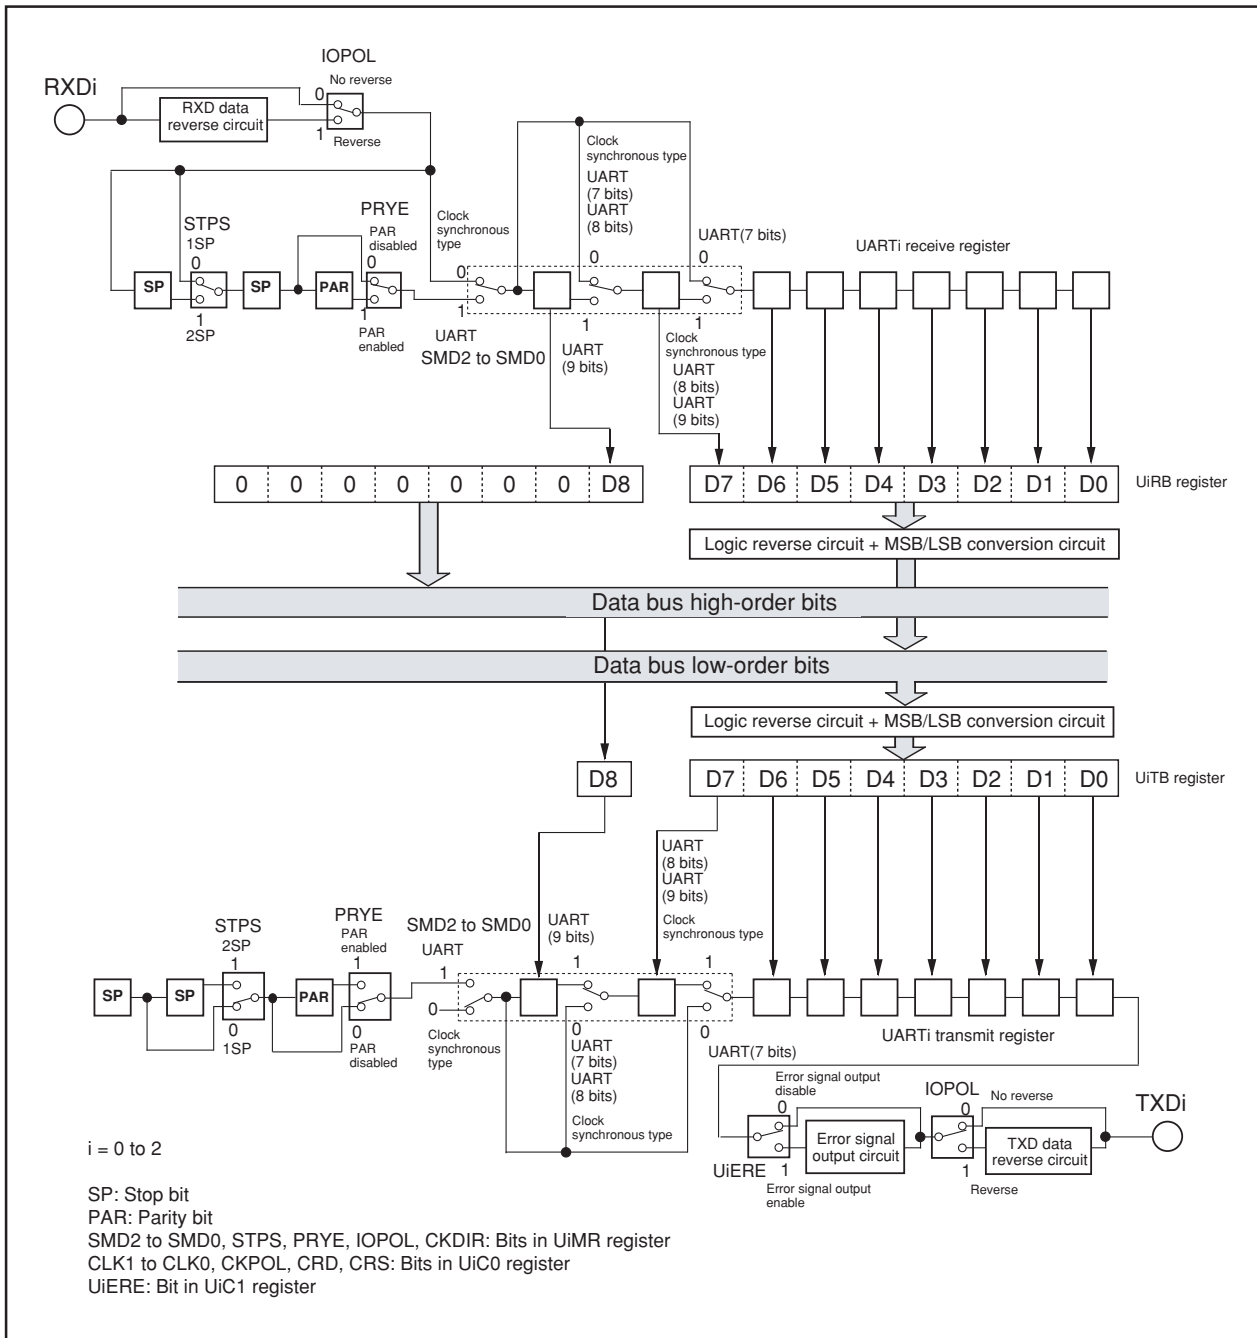 IOPOL
No reverse
RXDi
0
RXD data
reverse circuit
1
Reverse
Clock
synchronous type
UART
(7 bits)
UART
(8 bits)
STPS
1SP
0
PRYE
PAR
disabled
0
Clock
synchronous
type
0
UART(7 bits)
0
0
UARTi receive register
SP
SP
PAR
1
2SP
1
PAR
enabled
1
UART
SMD2 to SMD0
1
UART
(9 bits)
1
Clock
synchronous type
UART
(8 bits)
UART
(9 bits)
0 0 0 0 0 0 0 D8
D7 D6 D5 D4 D3 D2 D1 D0
UiRB register
Logic reverse circuit + MSB/LSB conversion circuit
Data bus high-order bits
Data bus low-order bits
Logic reverse circuit + MSB/LSB conversion circuit
D8
D7 D6 D5 D4 D3 D2 D1 D0
UiTB register
UART
(8 bits)
UART
(9 bits)
Clock
synchronous type
STPS
2SP
1
PRYE
PAR
enabled
1
SMD2 to SMD0
UART
1
UART
(9 bits)
1
1
SP
SP
PAR
0
1SP
0
PAR
disabled
0
Clock
synchronous
type
0
UART
(7 bits)
UART
(8 bits)
Clock
synchronous type
0
UART(7 bits)
UARTi transmit register
Error signal output
disable
0
IOPOL
0
No reverse
TXDi
Error signal
output circuit
TXD data
reverse circuit
UiERE
1
Error signal output
enable
1
Reverse
i = 0 to 2
SP: Stop bit
PAR: Parity bit
SMD2 to SMD0, STPS, PRYE, IOPOL, CKDIR: Bits in UiMR register
CLK1 to CLK0, CKPOL, CRD, CRS: Bits in UiC0 register
UiERE: Bit in UiC1 register